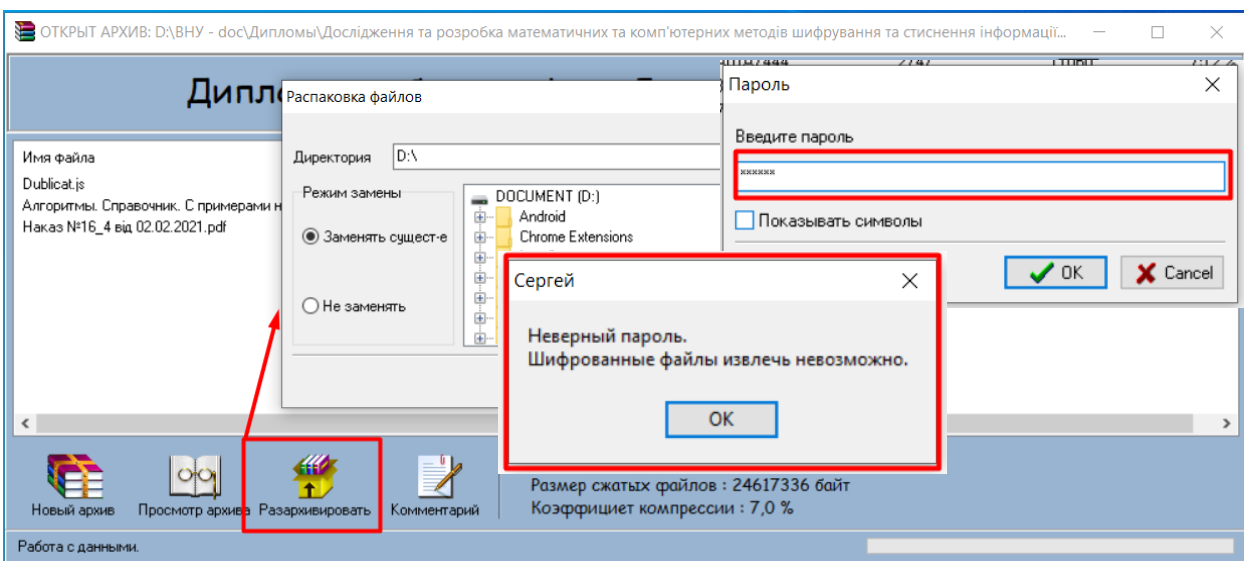 ОТКРЫТ АРХИВ: D:\ВНУ - doc\Дипломы\Дослідження та розробка математичних та комп'ютерних методів шифрування та стиснення інформації...
Дипло
Имя файла
Dublicat.js
Алгоритмы. Справочник. С примерами н
Наказ №16_4 від 02.02.2021.pdf
Распаковка файлов
Директория D:\
Режим замены
Заменять сущест-е
Не заменять
DOCUMENT (D:)
Android
Chrome Extensions
Пароль
Введите пароль
******
Показывать символы
OK
Cancel
Сергей
Неверный пароль.
Шифрованные файлы извлечь невозможно.
OK
Новый архив
Просмотр архива
Разархивировать
Комментарий
Размер сжатых файлов : 24617336 байт
Коэффициет компрессии : 7,0 %
Работа с данными.